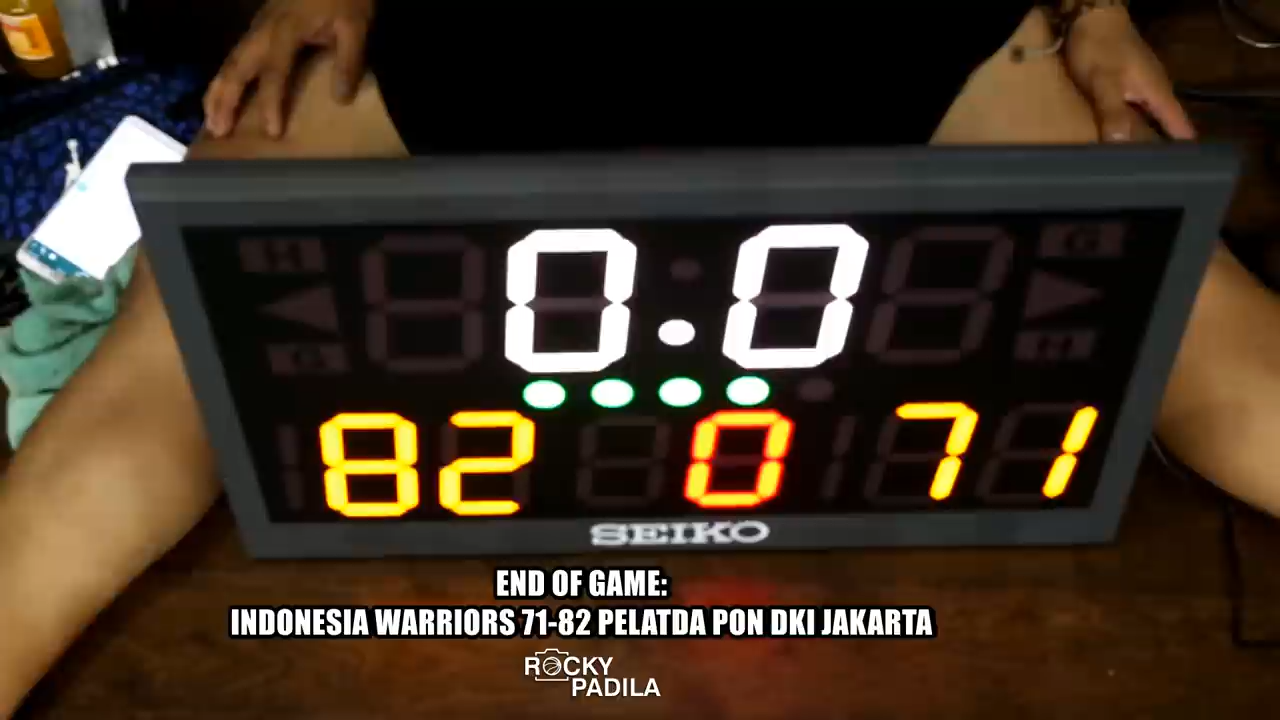 H
G
0.0
G
H
82 0 71
SEIKO
END OF GAME:
INDONESIA WARRIORS 71-82 PELATDA PON DKI JAKARTA
ROCKY
PADILA